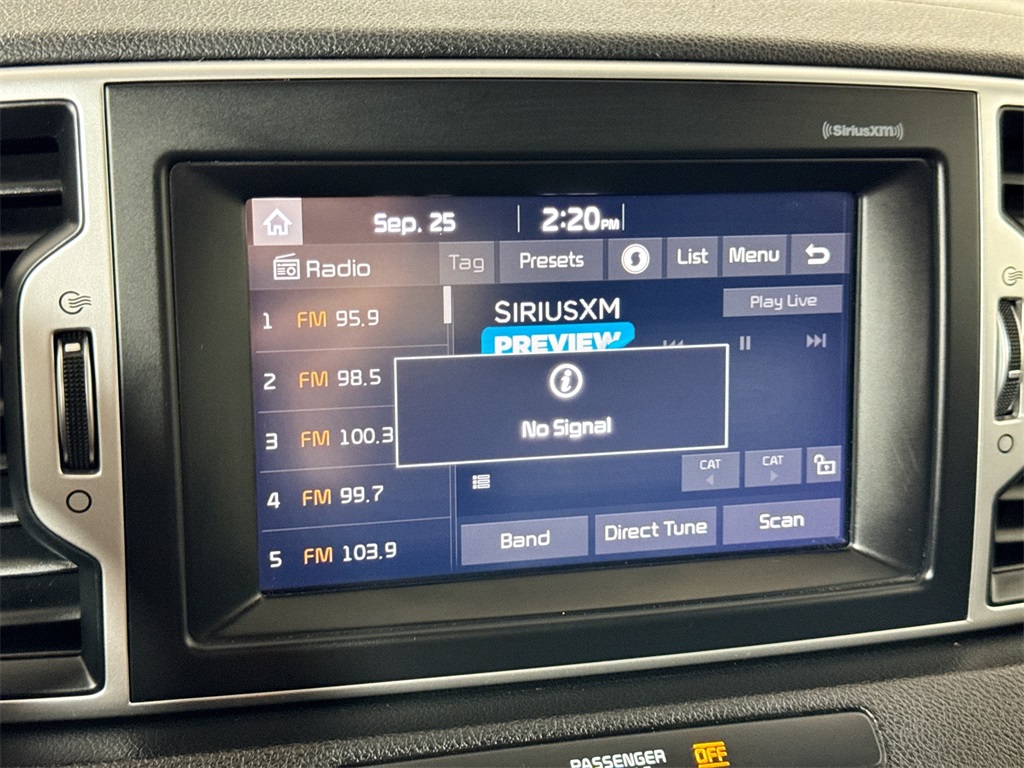 SiriusXM
Sep. 25 2:20PM
Radio Tag Presets List Menu
1 FM 95.9
SIRIUSXM
Play Live
PREVIEW
2 FM 98.5
No Signal
3 FM 100.3
CAT CAT
4 FM 99.7
Band Direct Tune Scan
5 FM 103.9
PASSENGER OFF